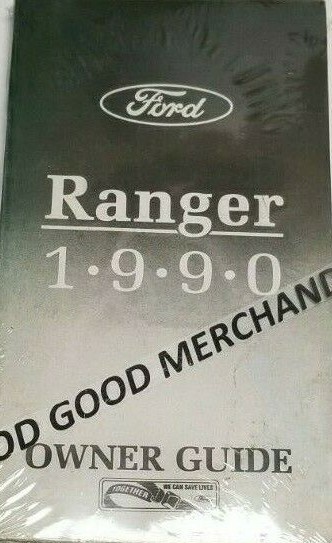 Ford
Ranger
1·9·9·0
OD GOOD MERCHAND
OWNER GUIDE
TOGETHER
WE CAN SAVE LIVES